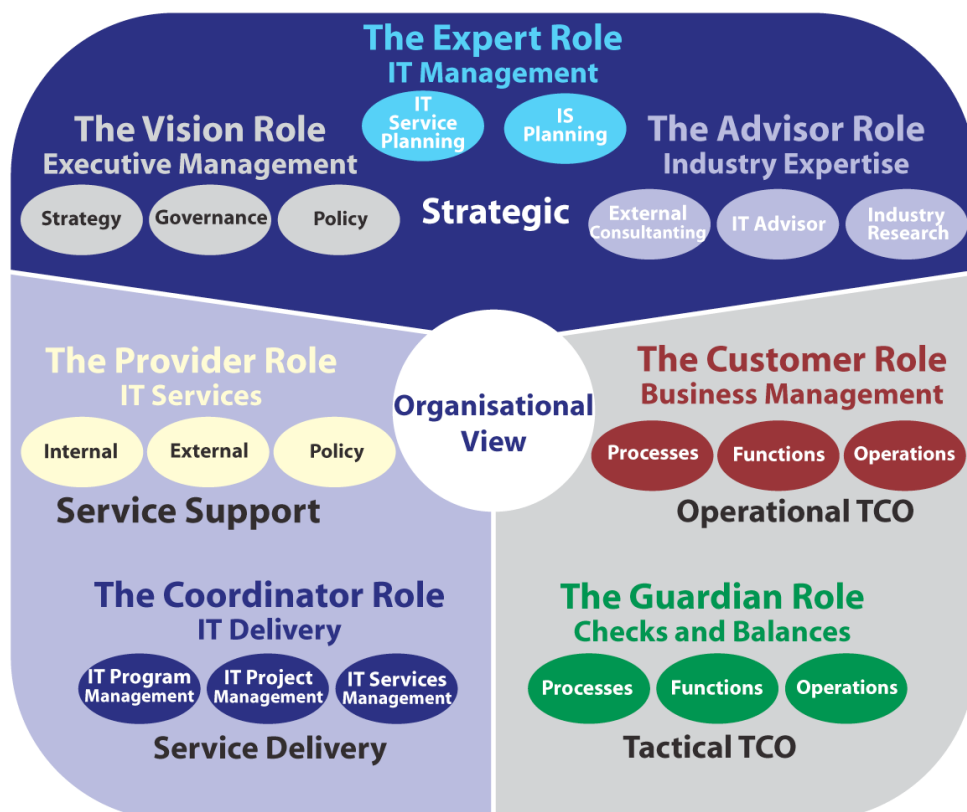 The Expert Role
IT Management
IT
Service
Planning
IS
Planning
The Vision Role
Executive Management
Strategy
Governance
Policy
Strategic
The Advisor Role
Industry Expertise
External
Consultanting
IT Advisor
Industry
Research
The Provider Role
IT Services
Internal
External
Policy
Service Support
Organisational
View
The Customer Role
Business Management
Processes
Functions
Operations
Operational TCO
The Coordinator Role
IT Delivery
IT Program
Management
IT Project
Management
IT Services
Management
Service Delivery
The Guardian Role
Checks and Balances
Processes
Functions
Operations
Tactical TCO